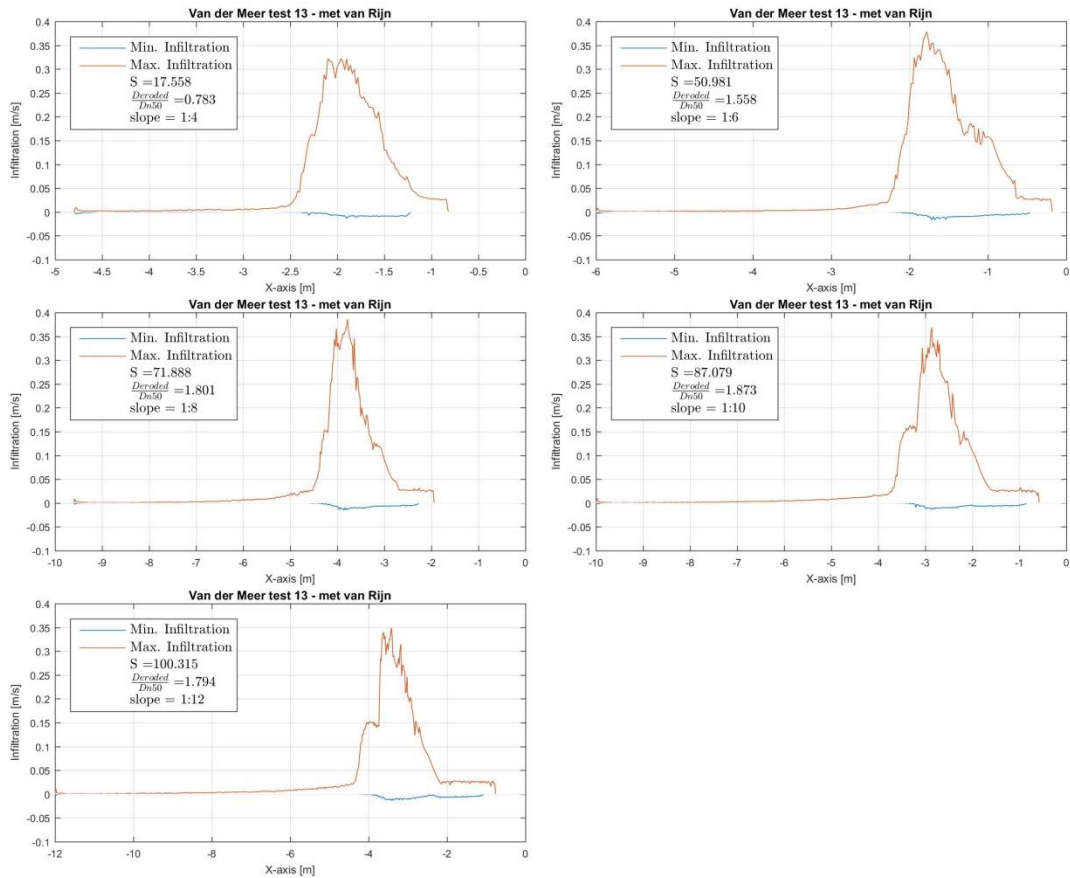 Van der Meer test 13 - met van Rijn
Infiltration [m/s]
0.4
0.35
0.3
0.25
0.2
0.15
0.1
0.05
0
-0.05
-0.1
Min. Infiltration
Max. Infiltration
S =17.558
Deroded/Dn50 =0.783
slope = 1:4
-5 -4.5 -4 -3.5 -3 -2.5 -2 -1.5 -1 -0.5 0
X-axis [m]
Van der Meer test 13 - met van Rijn
Infiltration [m/s]
0.4
0.35
0.3
0.25
0.2
0.15
0.1
0.05
0
-0.05
-0.1
Min. Infiltration
Max. Infiltration
S =50.981
Deroded/Dn50 =1.558
slope = 1:6
-6 -5 -4 -3 -2 -1 0
X-axis [m]
Van der Meer test 13 - met van Rijn
Infiltration [m/s]
0.4
0.35
0.3
0.25
0.2
0.15
0.1
0.05
0
-0.05
-0.1
Min. Infiltration
Max. Infiltration
S =71.888
Deroded/Dn50 =1.801
slope = 1:8
-10 -9 -8 -7 -6 -5 -4 -3 -2 -1 0
X-axis [m]
Van der Meer test 13 - met van Rijn
Infiltration [m/s]
0.4
0.35
0.3
0.25
0.2
0.15
0.1
0.05
0
-0.05
-0.1
Min. Infiltration
Max. Infiltration
S =87.079
Deroded/Dn50 =1.873
slope = 1:10
-10 -9 -8 -7 -6 -5 -4 -3 -2 -1 0
X-axis [m]
Van der Meer test 13 - met van Rijn
Infiltration [m/s]
0.4
0.35
0.3
0.25
0.2
0.15
0.1
0.05
0
-0.05
-0.1
Min. Infiltration
Max. Infiltration
S =100.315
Deroded/Dn50 =1.794
slope = 1:12
-12 -10 -8 -6 -4 -2 0
X-axis [m]